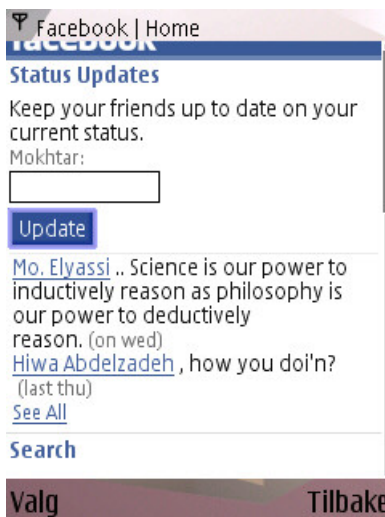 Facebook | Home
facebook
Status Updates
Keep your friends up to date on your
current status.
Mokhtar:
Update
Mo. Elyassi .. Science is our power to
inductively reason as philosophy is
our power to deductively
reason. (on wed)
Hiwa Abdelzadeh , how you doi'n?
(last thu)
See All
Search
Valg Tilbake